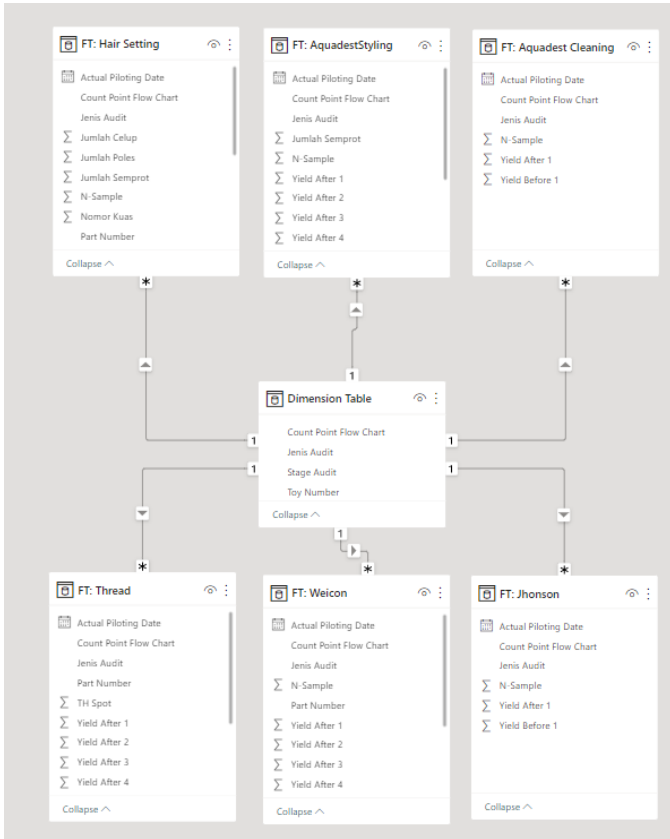 FT: Hair Setting
Actual Piloting Date
Count Point Flow Chart
Jenis Audit
Σ Jumlah Celup
Σ Jumlah Poles
Σ Jumlah Semprot
Σ N-Sample
Σ Nomor Kuas
Part Number
Collapse
*
FT: AquadestStyling
Actual Piloting Date
Count Point Flow Chart
Jenis Audit
Σ Jumlah Semprot
Σ N-Sample
Σ Yield After 1
Σ Yield After 2
Σ Yield After 3
Σ Yield After 4
Collapse
*
FT: Aquadest Cleaning
Actual Piloting Date
Count Point Flow Chart
Jenis Audit
Σ N-Sample
Σ Yield After 1
Σ Yield Before 1
Collapse
*
1
Dimension Table
Count Point Flow Chart
Jenis Audit
Stage Audit
Toy Number
Collapse
1
1
1
1
1
*
FT: Thread
Actual Piloting Date
Count Point Flow Chart
Jenis Audit
Part Number
Σ TH Spot
Σ Yield After 1
Σ Yield After 2
Σ Yield After 3
Σ Yield After 4
Collapse
*
FT: Weicon
Actual Piloting Date
Count Point Flow Chart
Jenis Audit
Σ N-Sample
Part Number
Σ Yield After 1
Σ Yield After 2
Σ Yield After 3
Σ Yield After 4
Collapse
*
FT: Jhonson
Actual Piloting Date
Count Point Flow Chart
Jenis Audit
Σ N-Sample
Σ Yield After 1
Σ Yield Before 1
Collapse